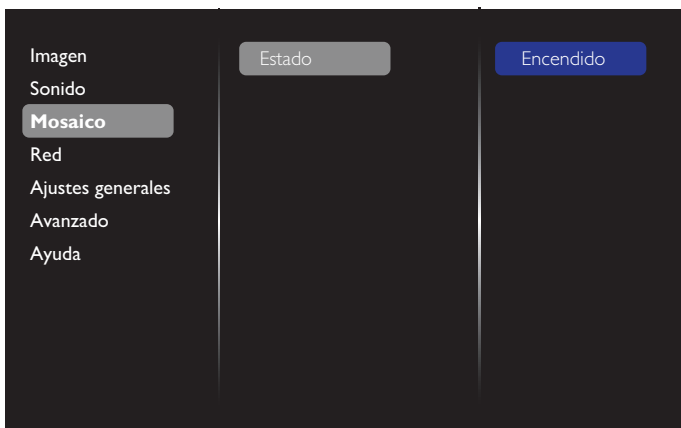 Imagen
Sonido
Mosaico
Red
Ajustes generales
Avanzado
Ayuda
Estado
Encendido